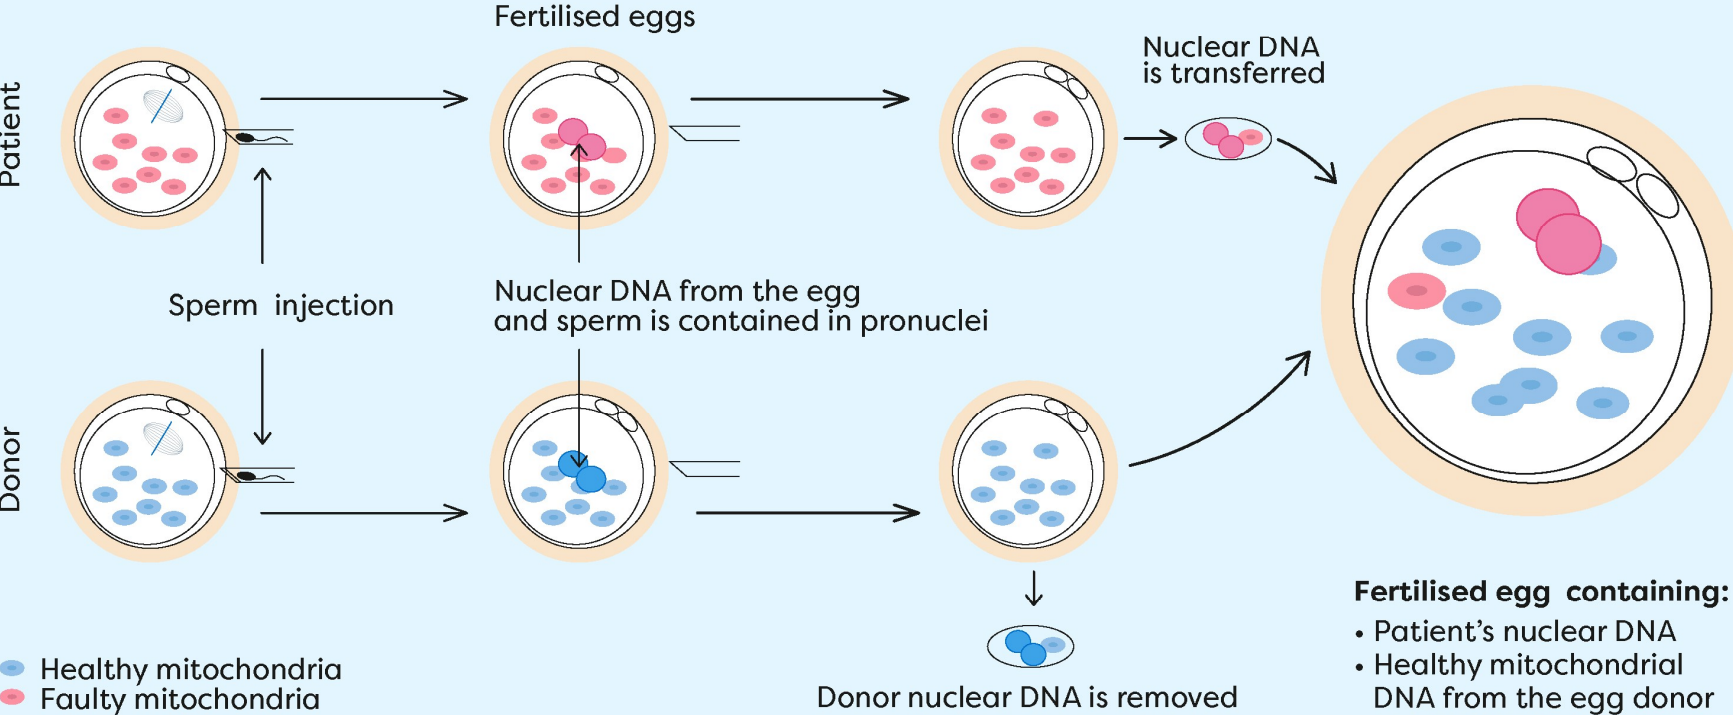 Fertilised eggs
Nuclear DNA
is transferred
Patient
Sperm injection
Nuclear DNA from the egg
and sperm is contained in pronuclei
Donor
Healthy mitochondria
Faulty mitochondria
Donor nuclear DNA is removed
Fertilised egg containing:
• Patient’s nuclear DNA
• Healthy mitochondrial
DNA from the egg donor